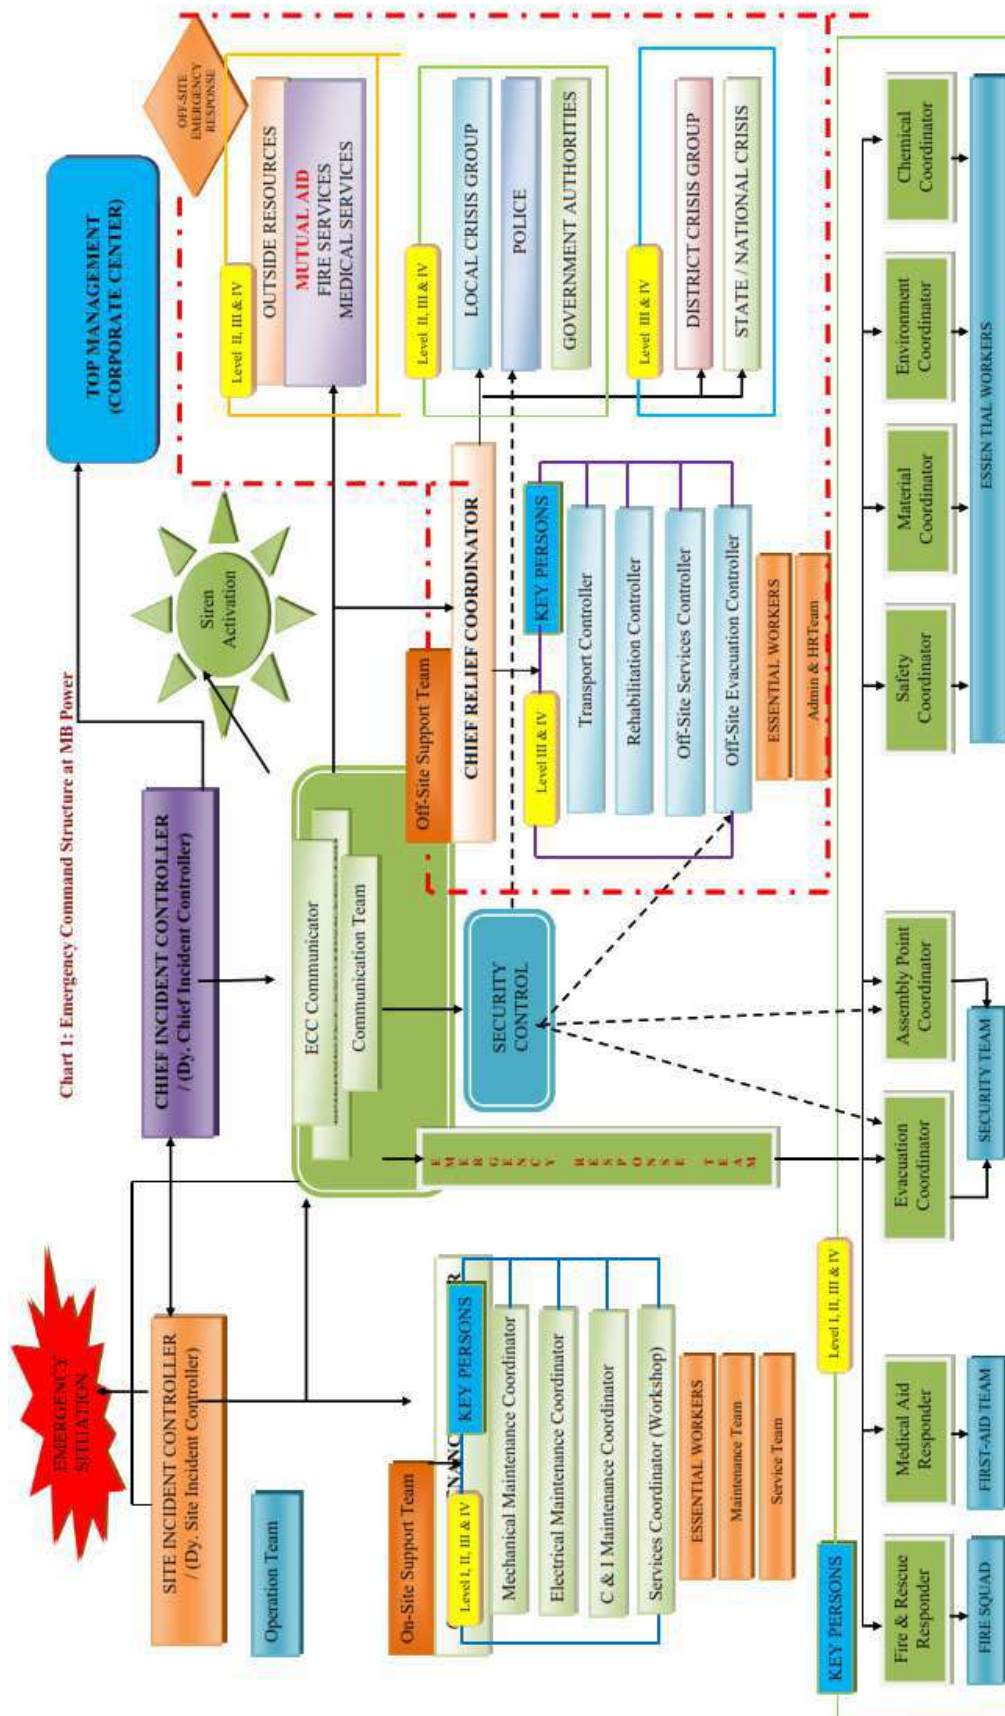 Chart 1: Emergency Command Structure at MB Power
EMERGENCY
SITUATION
SITE INCIDENT CONTROLLER
/ (Dy. Site Incident Controller)
CHIEF INCIDENT CONTROLLER
/ (Dy. Chief Incident Controller)
TOP MANAGEMENT
(CORPORATE CENTER)
Siren
Activation
OFF-SITE
EMERGENCY
RESPONSE
Operation Team
ECC Communicator
Communication Team
Level II, III & IV
OUTSIDE RESOURCES
MUTUAL AID
FIRE SERVICES
MEDICAL SERVICES
On-Site Support Team
Level I, II, III & IV
KEY PERSONS
Mechanical Maintenance Coordinator
Electrical Maintenance Coordinator
C & I Maintenance Coordinator
Services Coordinator (Workshop)
ESSENTIAL WORKERS
Maintenance Team
Service Team
EMERGENCY RESPONSE TEAM
SECURITY
CONTROL
Off-Site Support Team
CHIEF RELIEF COORDINATOR
Level III & IV
KEY PERSONS
Transport Controller
Rehabilitation Controller
Off-Site Services Controller
Off-Site Evacuation Controller
ESSENTIAL WORKERS
Admin & HRTeam
Level II, III & IV
LOCAL CRISIS GROUP
POLICE
GOVERNMENT AUTHORITIES
Level III & IV
DISTRICT CRISIS GROUP
STATE / NATIONAL CRISIS
KEY PERSONS
Level I, II, III & IV
Fire & Rescue
Responder
Medical Aid
Responder
Evacuation
Coordinator
Assembly Point
Coordinator
Safety
Coordinator
Material
Coordinator
Environment
Coordinator
Chemical
Coordinator
FIRE SQUAD
FIRST-AID TEAM
SECURITY TEAM
ESSENTIAL WORKERS